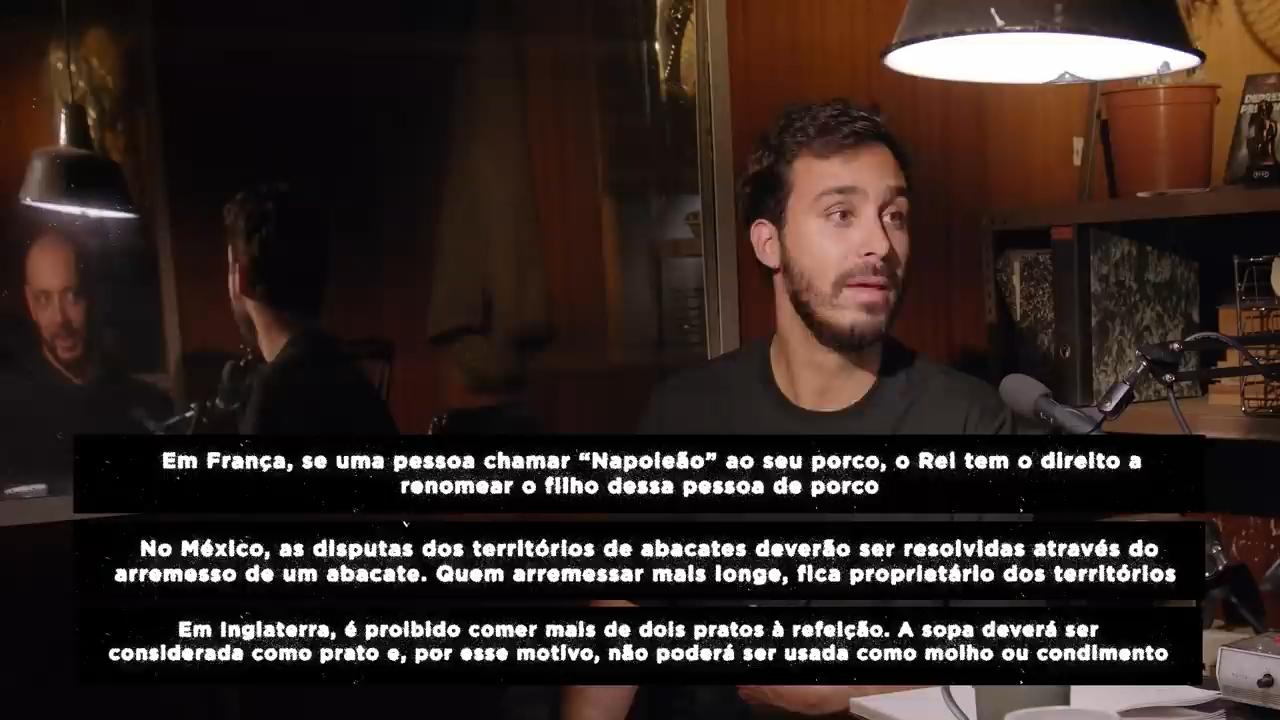 Em França, se uma pessoa chamar “Napoleão” ao seu porco, o Rei tem o direito a
renomear o filho dessa pessoa de porco
No México, as disputas dos territórios de abacates deverão ser resolvidas através do
arremesso de um abacate. Quem arremessar mais longe, fica proprietário dos territórios
Em Inglaterra, é proibido comer mais de dois pratos à refeição. A sopa deverá ser
considerada como prato e, por esse motivo, não poderá ser usada como molho ou condimento